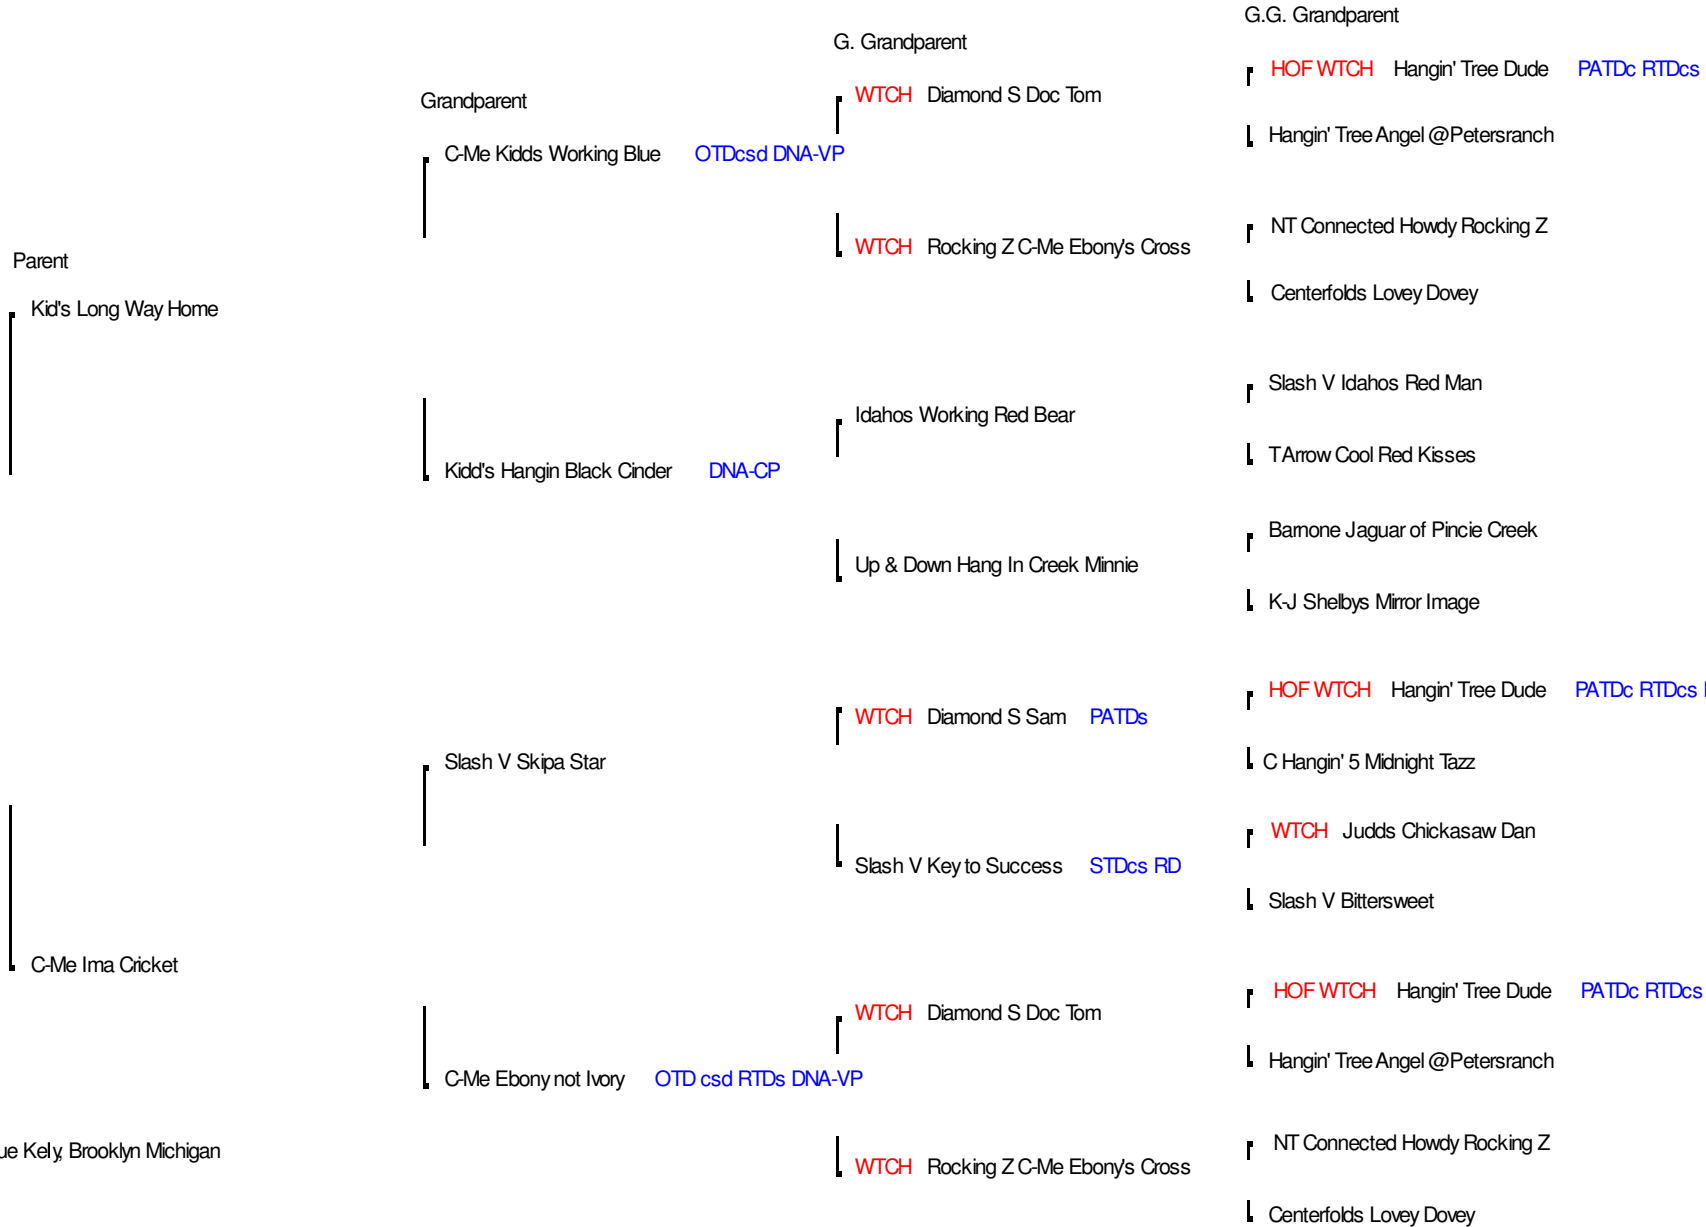 G.G. Grandparent
G. Grandparent
HOF WTCH Hangin' Tree Dude PATDc RTDcs
Grandparent
WTCH Diamond S Doc Tom
Hangin' Tree Angel @Petersranch
C-Me Kidds Working Blue OTDcsd DNA-VP
NT Connected Howdy Rocking Z
WTCH Rocking Z C-Me Ebony's Cross
Parent
Centerfolds Lovey Dovey
Kid's Long Way Home
Slash V Idahos Red Man
Idahos Working Red Bear
T Arrow Cool Red Kisses
Kidd's Hangin Black Cinder DNA-CP
Barnone Jaguar of Pincie Creek
Up & Down Hang In Creek Minnie
K-J Shelbys Mirror Image
HOF WTCH Hangin' Tree Dude PATDc RTDcs
WTCH Diamond S Sam PATDs
Slash V Skipa Star
C Hangin' 5 Midnight Tazz
WTCH Judds Chickasaw Dan
Slash V Key to Success STDcs RD
Slash V Bittersweet
C-Me Ima Cricket
HOF WTCH Hangin' Tree Dude PATDc RTDcs
WTCH Diamond S Doc Tom
Hangin' Tree Angel @Petersranch
C-Me Ebony not Ivory OTD csd RTDs DNA-VP
ue Kely, Brooklyn Michigan
NT Connected Howdy Rocking Z
WTCH Rocking Z C-Me Ebony's Cross
Centerfolds Lovey Dovey